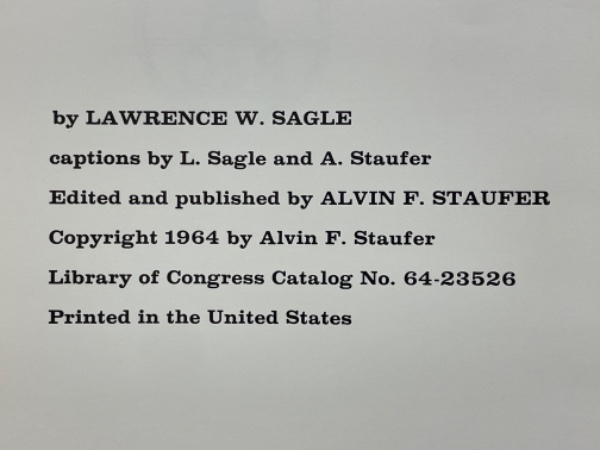 by LAWRENCE W. SAGLE
captions by L. Sagle and A. Staufer
Edited and published by ALVIN F. STAUFER
Copyright 1964 by Alvin F. Staufer
Library of Congress Catalog No. 64-23526
Printed in the United States